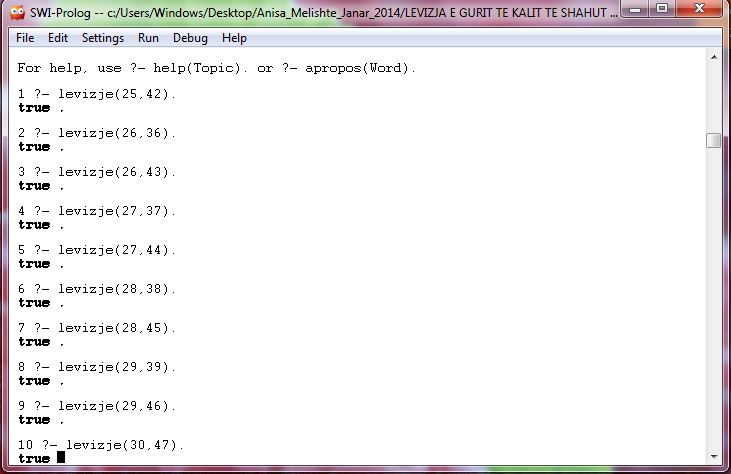 SWI-Prolog -- c:/Users/Windows/Desktop/Anisa_Melishte_Janar_2014/LEVIZJA E GURIT TE KALIT TE SHAHUT ...
File Edit Settings Run Debug Help
For help, use ?- help(Topic). or ?- apropos(Word).
1 ?- levizje(25,42).
true .
2 ?- levizje(26,36).
true .
3 ?- levizje(26,43).
true .
4 ?- levizje(27,37).
true .
5 ?- levizje(27,44).
true .
6 ?- levizje(28,38).
true .
7 ?- levizje(28,45).
true .
8 ?- levizje(29,39).
true .
9 ?- levizje(29,46).
true .
10 ?- levizje(30,47).
true